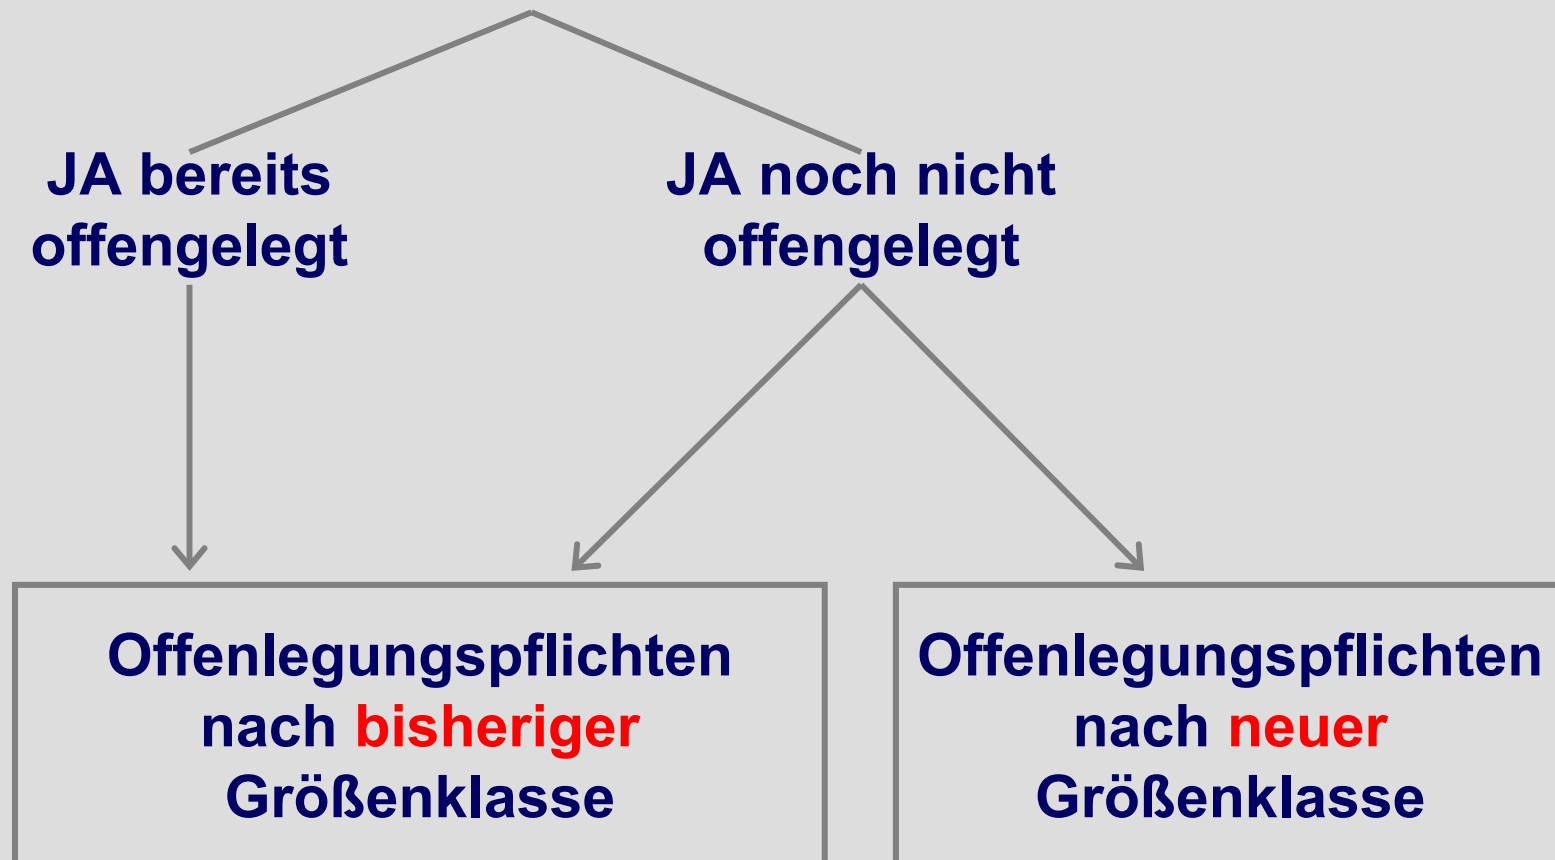 JA bereits
offengelegt
JA noch nicht
offengelegt
Offenlegungspflichten
nach bisheriger
Größenklasse
Offenlegungspflichten
nach neuer
Größenklasse